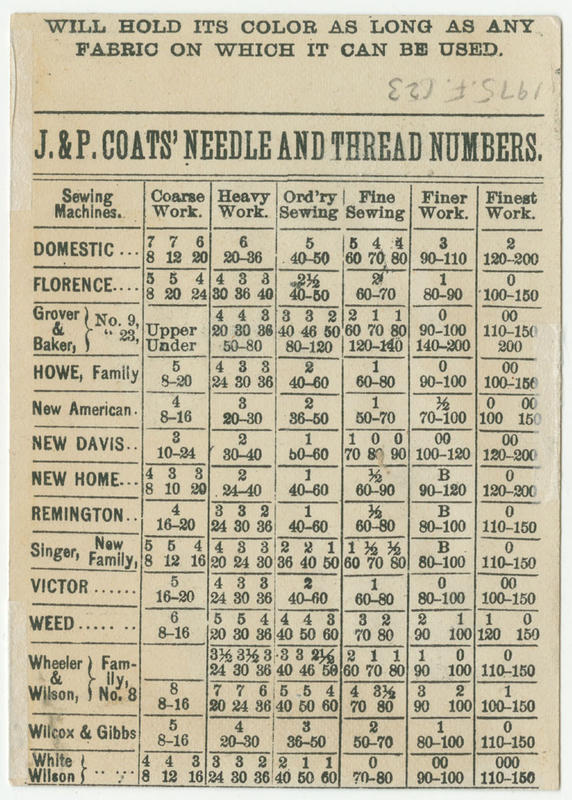 WILL HOLD ITS COLOR AS LONG AS ANY
FABRIC ON WHICH IT CAN BE USED.
1975.F.623
J. & P. COATS' NEEDLE AND THREAD NUMBERS.
Sewing Machines. Coarse Work. Heavy Work. Ord'ry Sewing Fine Sewing Finer Work. Finest Work.
DOMESTIC ... 7 7 6 6 5 5 4 4 3 2
8 12 20 20-36 40-50 60 70 80 90-110 120-200
FLORENCE.... 5 5 4 4 3 3 2½ 2 1 0
8 20 24 30 36 40 40-50 60-70 80-90 100-150
Grover & Baker, } No. 9, " 23, 4 4 3 3 3 2 2 1 1 0 00
Upper 20 30 36 40 46 50 60 70 80 90-100 110-150
Under 50-80 80-120 120-140 140-200 200
HOWE, Family 5 4 3 3 2 1 0 00
8-20 24 30 36 40-60 60-80 90-100 100-150
New American. 4 3 2 1 ½ 0 00
8-16 20-30 36-50 50-70 70-100 100 150
NEW DAVIS.. 3 2 1 1 0 0 00 00
10-24 30-40 50-60 70 80 90 100-120 120-200
NEW HOME... 4 3 3 2 1 ½ B 0
8 10 20 24-40 40-60 60-90 90-120 120-200
REMINGTON.. 4 3 3 2 1 ½ B 0
16-20 24 30 36 40-60 60-80 80-100 110-150
Singer, New Family, } 5 5 4 4 3 3 2 2 1 1 ½ ½ B 0
8 12 16 20 24 30 36 40 50 60 70 80 80-100 110-150
VICTOR ...... 5 4 3 3 2 1 0 00
16-20 24 30 36 40-60 60-80 80-100 100-150
WEED ..... .. 6 5 5 4 4 4 3 3 2 2 1 1 0
8-16 20 30 36 40 50 60 70 80 90 100 120 150
Wheeler & Wilson, } Family, No. 8 3½ 3½ 3 3 3 2½ 2 1 1 1 0 0
24 30 36 40 46 50 60 70 80 90 100 110-150
8 7 7 6 5 5 4 4 3½ 3 2 1
8-16 20 24 36 40 50 60 70 80 90 100 100-150
Wilcox & Gibbs 5 4 3 2 1 0
8-16 20-30 36-50 50-70 80-100 110-150
White Wilson } .. .. 4 4 3 3 3 2 2 1 1 0 00 000
8 12 16 24 30 36 40 50 60 70-80 90-100 110-150